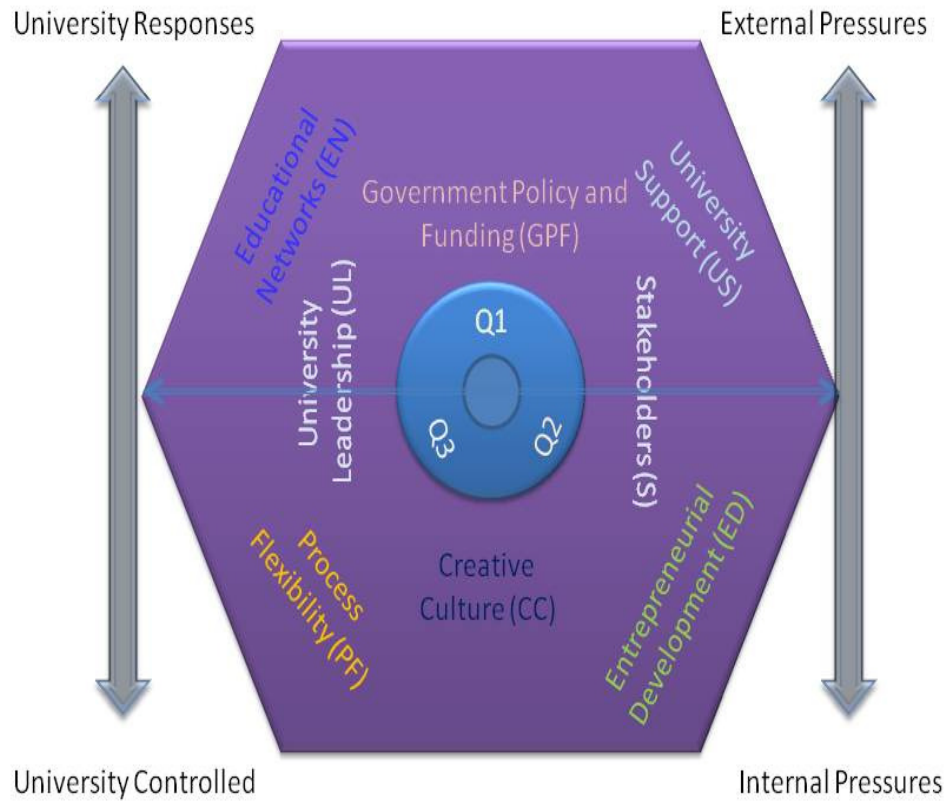 University Responses
External Pressures
Educational
Networks (EN)
Government Policy and
Funding (GPF)
University
Support (US)
University
Leadership (UL)
Q1
Q2
Q3
Stakeholders (S)
Process
Flexibility (PF)
Creative
Culture (CC)
Entrepreneurial
Development (ED)
University Controlled
Internal Pressures